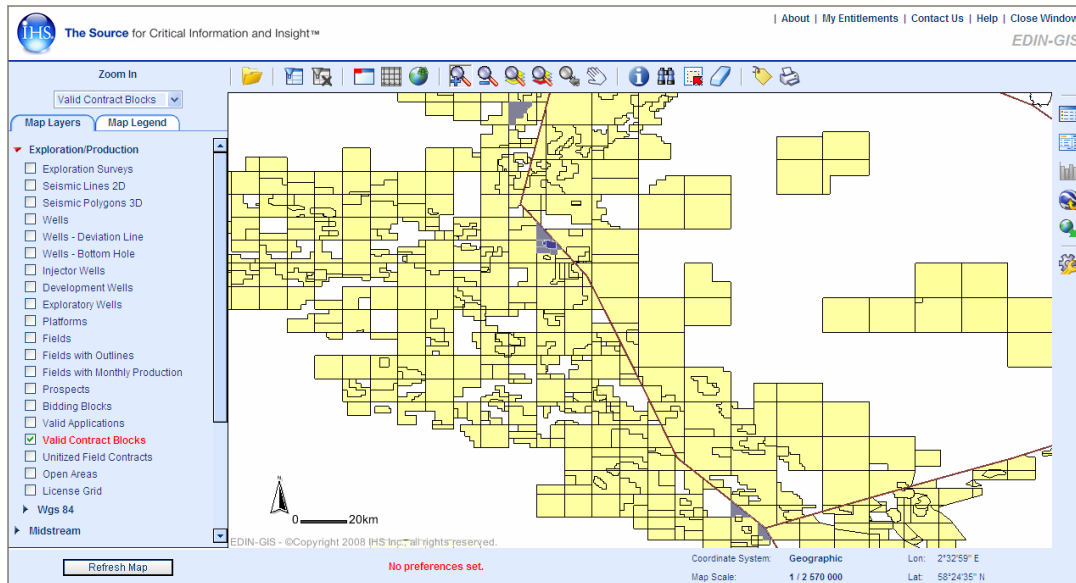 IHS
The Source for Critical Information and Insight™
| About | My Entitlements | Contact Us | Help | Close Window
EDIN-GIS
Zoom In
Valid Contract Blocks
Map Layers
Map Legend
Exploration/Production
Exploration Surveys
Seismic Lines 2D
Seismic Polygons 3D
Wells
Wells - Deviation Line
Wells - Bottom Hole
Injector Wells
Development Wells
Exploratory Wells
Platforms
Fields
Fields with Outlines
Fields with Monthly Production
Prospects
Bidding Blocks
Valid Applications
Valid Contract Blocks
Unitized Field Contracts
Open Areas
License Grid
Wgs 84
Midstream
N
0 20km
EDIN-GIS - ©Copyright 2008 IHS Inc., all rights reserved.
Refresh Map
No preferences set.
Coordinate System: Geographic Lon: 2°32'59" E
Map Scale: 1 / 2 570 000 Lat: 58°24'35" N